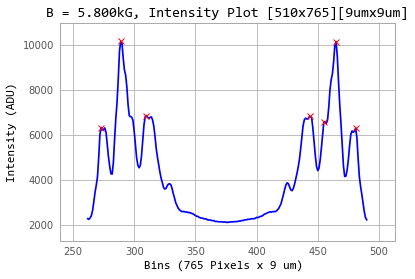 B = 5.800kG, Intensity Plot [510x765][9umx9um]
Intensity (ADU)
10000
8000
6000
4000
2000
250 300 350 400 450 500
Bins (765 Pixels x 9 um)